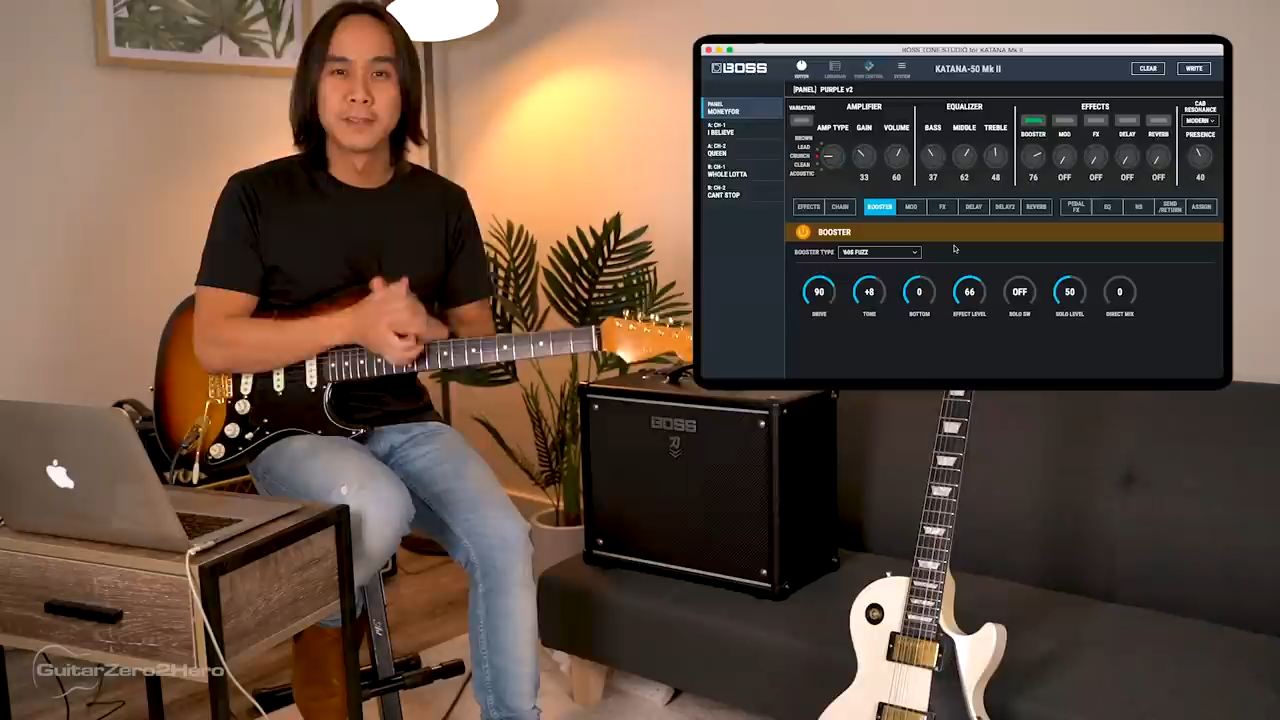 BOSS TONE STUDIO for KATANA Mk II
BOSS
EDITOR
LIBRARIAN
TONE CENTRAL
SYSTEM
KATANA-50 Mk II
CLEAR
WRITE
[PANEL] PURPLE v2
PANEL
MONEYFOR
A: CH-1
I BELIEVE
A: CH-2
QUEEN
B: CH-1
WHOLE LOTTA
B: CH-2
CANT STOP
AMPLIFIER
EQUALIZER
EFFECTS
CAB RESONANCE
VARIATION
MODERN
AMP TYPE
GAIN
VOLUME
BASS
MIDDLE
TREBLE
BOOSTER
MOD
FX
DELAY
REVERB
PRESENCE
BROWN
LEAD
CRUNCH
CLEAN
ACOUSTIC
33
60
37
62
48
76
OFF
OFF
OFF
OFF
40
EFFECTS
CHAIN
BOOSTER
MOD
FX
DELAY
DELAY2
REVERB
PEDAL FX
EQ
NS
SEND /RETURN
ASSIGN
BOOSTER
BOOSTER TYPE
'60S FUZZ
90
+8
0
66
OFF
50
0
DRIVE
TONE
BOTTOM
EFFECT LEVEL
SOLO SW
SOLO LEVEL
DIRECT MIX
BOSS
GuitarZero2Hero